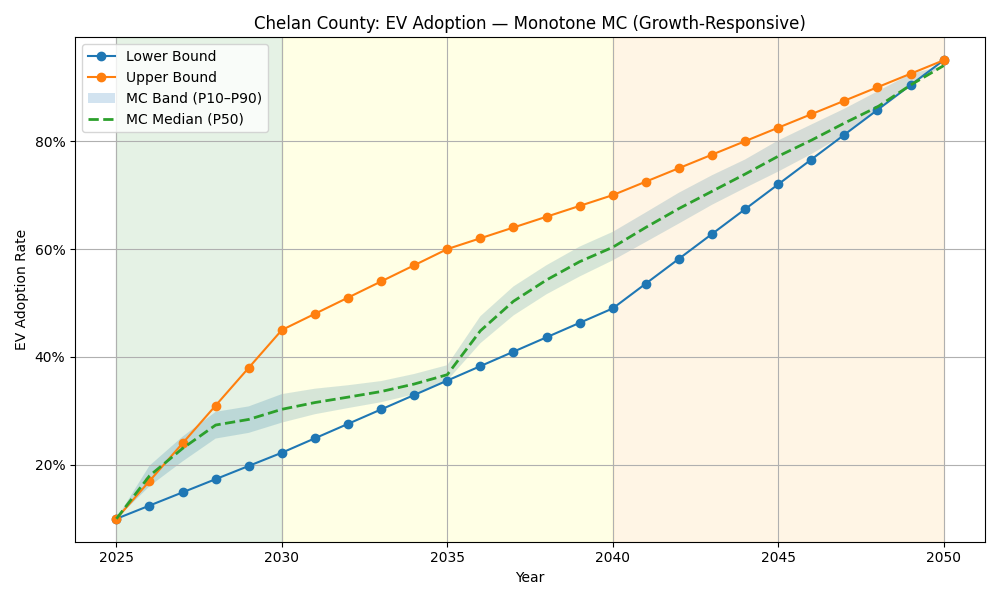 Chelan County: EV Adoption — Monotone MC (Growth-Responsive)
Lower Bound
Upper Bound
MC Band (P10–P90)
MC Median (P50)
EV Adoption Rate
80%
60%
40%
20%
2025 2030 2035 2040 2045 2050
Year